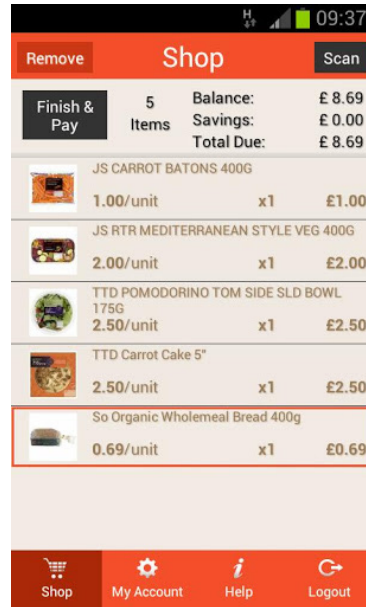 H 09:37
Remove Shop Scan
Finish & Pay
5 Items
Balance: £ 8.69
Savings: £ 0.00
Total Due: £ 8.69
JS CARROT BATONS 400G
1.00/unit x1 £1.00
JS RTR MEDITERRANEAN STYLE VEG 400G
2.00/unit x1 £2.00
TTD POMODORINO TOM SIDE SLD BOWL
175G
2.50/unit x1 £2.50
TTD Carrot Cake 5"
2.50/unit x1 £2.50
So Organic Wholemeal Bread 400g
0.69/unit x1 £0.69
Shop My Account Help Logout